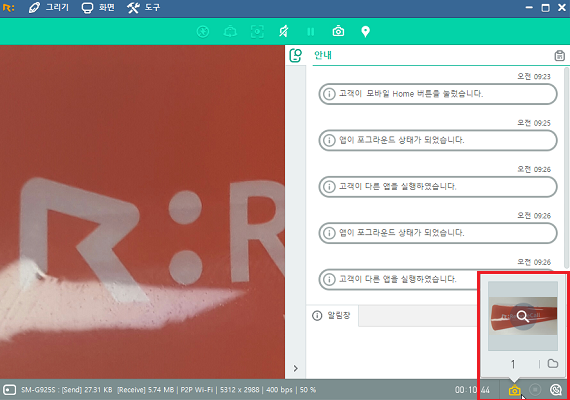 R: 그리기 화면 도구
안내
오전 09:23
고객이 모바일 Home 버튼을 눌렀습니다.
오전 09:25
앱이 포그라운드 상태가 되었습니다.
오전 09:26
고객이 다른 앱을 실행하였습니다.
오전 09:26
앱이 포그라운드 상태가 되었습니다.
오전 09:26
고객이 다른 앱을 실행하였습니다.
R:R
알림장
1
SM-G925S : [Send] 27.31 KB [Receive] 5.74 MB | P2P Wi-Fi | 5312 x 2988 | 400 bps | 50 %
00:10:44